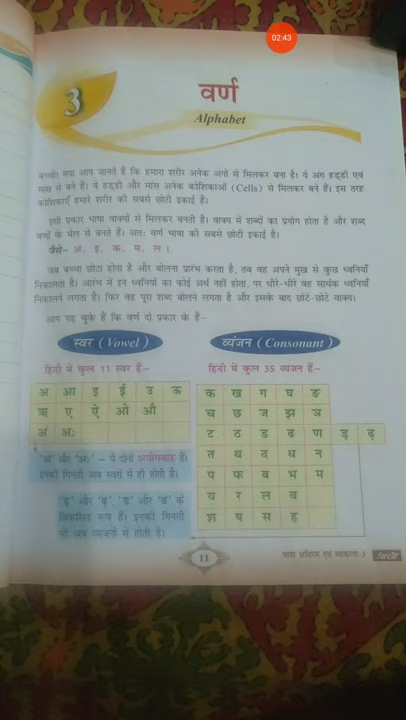 02:43
3
वर्ण
Alphabet
बच्चो! क्या आप जानते हैं कि हमारा शरीर अनेक अंगों से मिलकर बना है। ये अंग हड्डी एवं
मांस से बने हैं। ये हड्डी और मांस अनेक कोशिकाओं (Cells) से मिलकर बने हैं। इस तरह
कोशिकाएँ हमारे शरीर की सबसे छोटी इकाई हैं।
इसी प्रकार भाषा वाक्यों से मिलकर बनती है। वाक्य में शब्दों का प्रयोग होता है और शब्द
वर्णों के मेल से बनते हैं। अतः वर्ण भाषा की सबसे छोटी इकाई है।
जैसे– अ, इ, क, म, ल ।
जब बच्चा छोटा होता है और बोलना प्रारंभ करता है, तब वह अपने मुख से कुछ ध्वनियाँ
निकालता है। आरंभ में इन ध्वनियों का कोई अर्थ नहीं होता, पर धीरे-धीरे वह सार्थक ध्वनियाँ
निकालने लगता है। फिर वह पूरा शब्द बोलने लगता है और इसके बाद छोटे-छोटे वाक्य।
आप पढ़ चुके हैं कि वर्ण दो प्रकार के हैं–
स्वर (Vowel)
हिंदी में कुल 11 स्वर हैं–
अ आ इ ई उ ऊ
ऋ ए ऐ ओ औ
अं अः
'अं' और 'अः' – ये दोनों अयोगवाह हैं।
इनकी गिनती अब स्वरों में ही होती है।
'ड़' और 'ढ़', 'ड' और 'ढ' के
विकसित रूप हैं। इनकी गिनती
भी अब व्यंजनों में होती है।
व्यंजन (Consonant)
हिंदी में कुल 35 व्यंजन हैं–
क ख ग घ ङ
च छ ज झ ञ
ट ठ ड ढ ण ड़ ढ़
त थ द ध न
प फ ब भ म
य र ल व
श ष स ह
11
भाषा अधिगम एवं व्याकरण-3